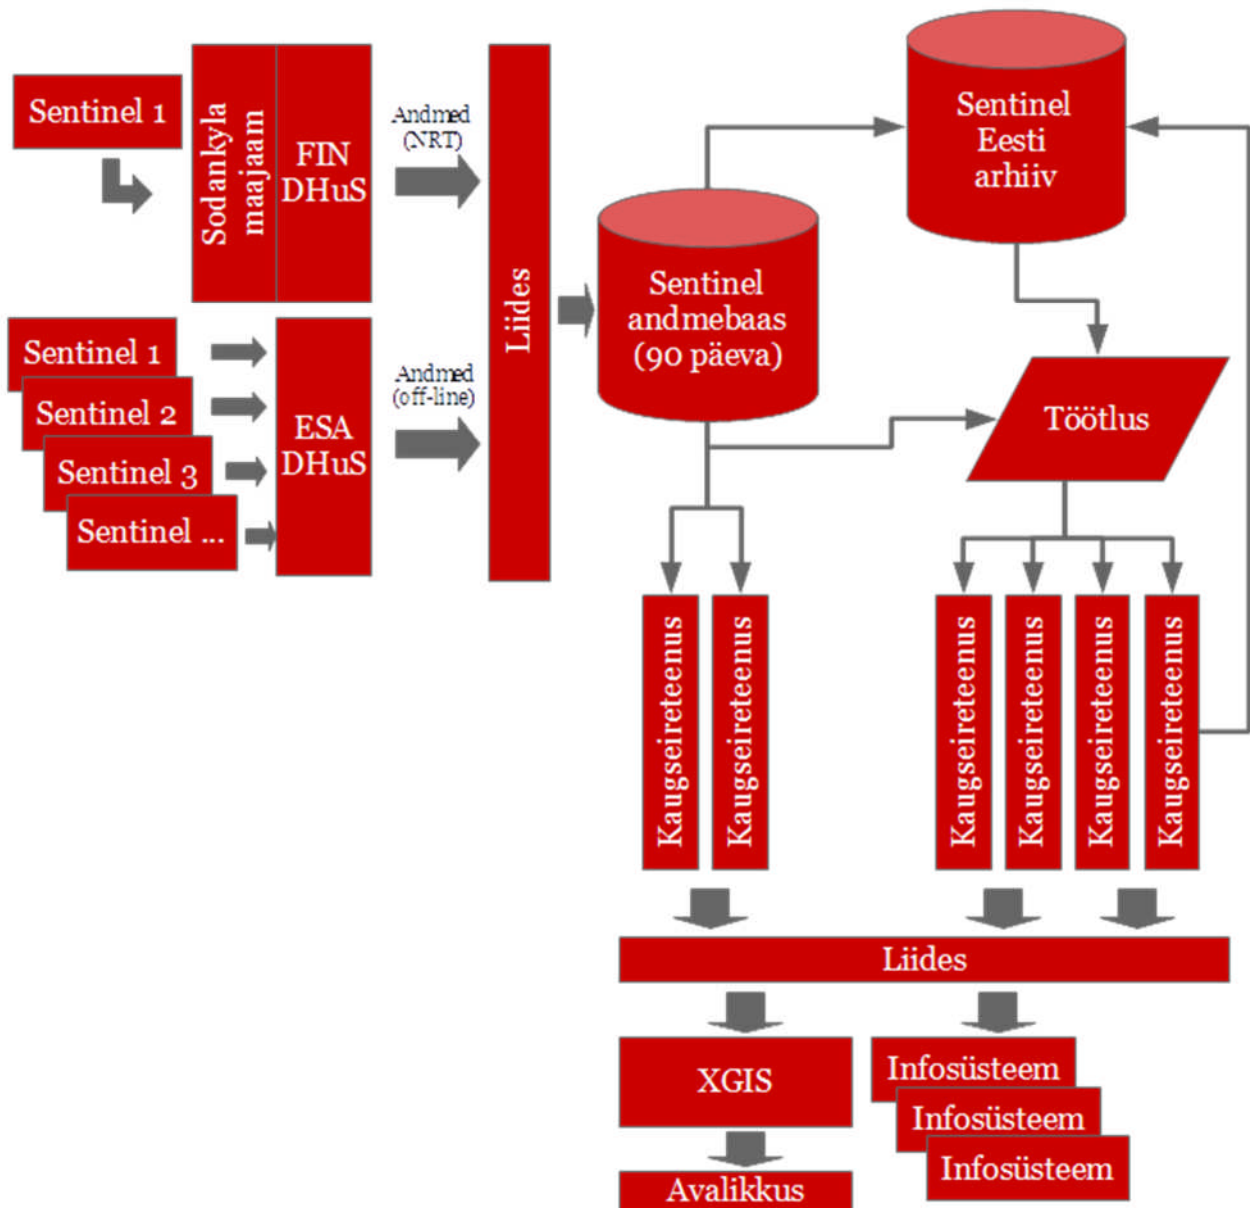 Sentinel 1
Sodankyla
maajaam
FIN
DHuS
Andmed
(NRT)
Liides
Sentinel
Eesti
arhiiv
Sentinel
andmebaas
(90 päeva)
Sentinel 1
Sentinel 2
Sentinel 3
Sentinel ...
ESA
DHuS
Andmed
(off-line)
Töötlus
Kaugseireteenus
Kaugseireteenus
Kaugseireteenus
Kaugseireteenus
Kaugseireteenus
Kaugseireteenus
Liides
XGIS
Avalikkus
Infosüsteem
Infosüsteem
Infosüsteem